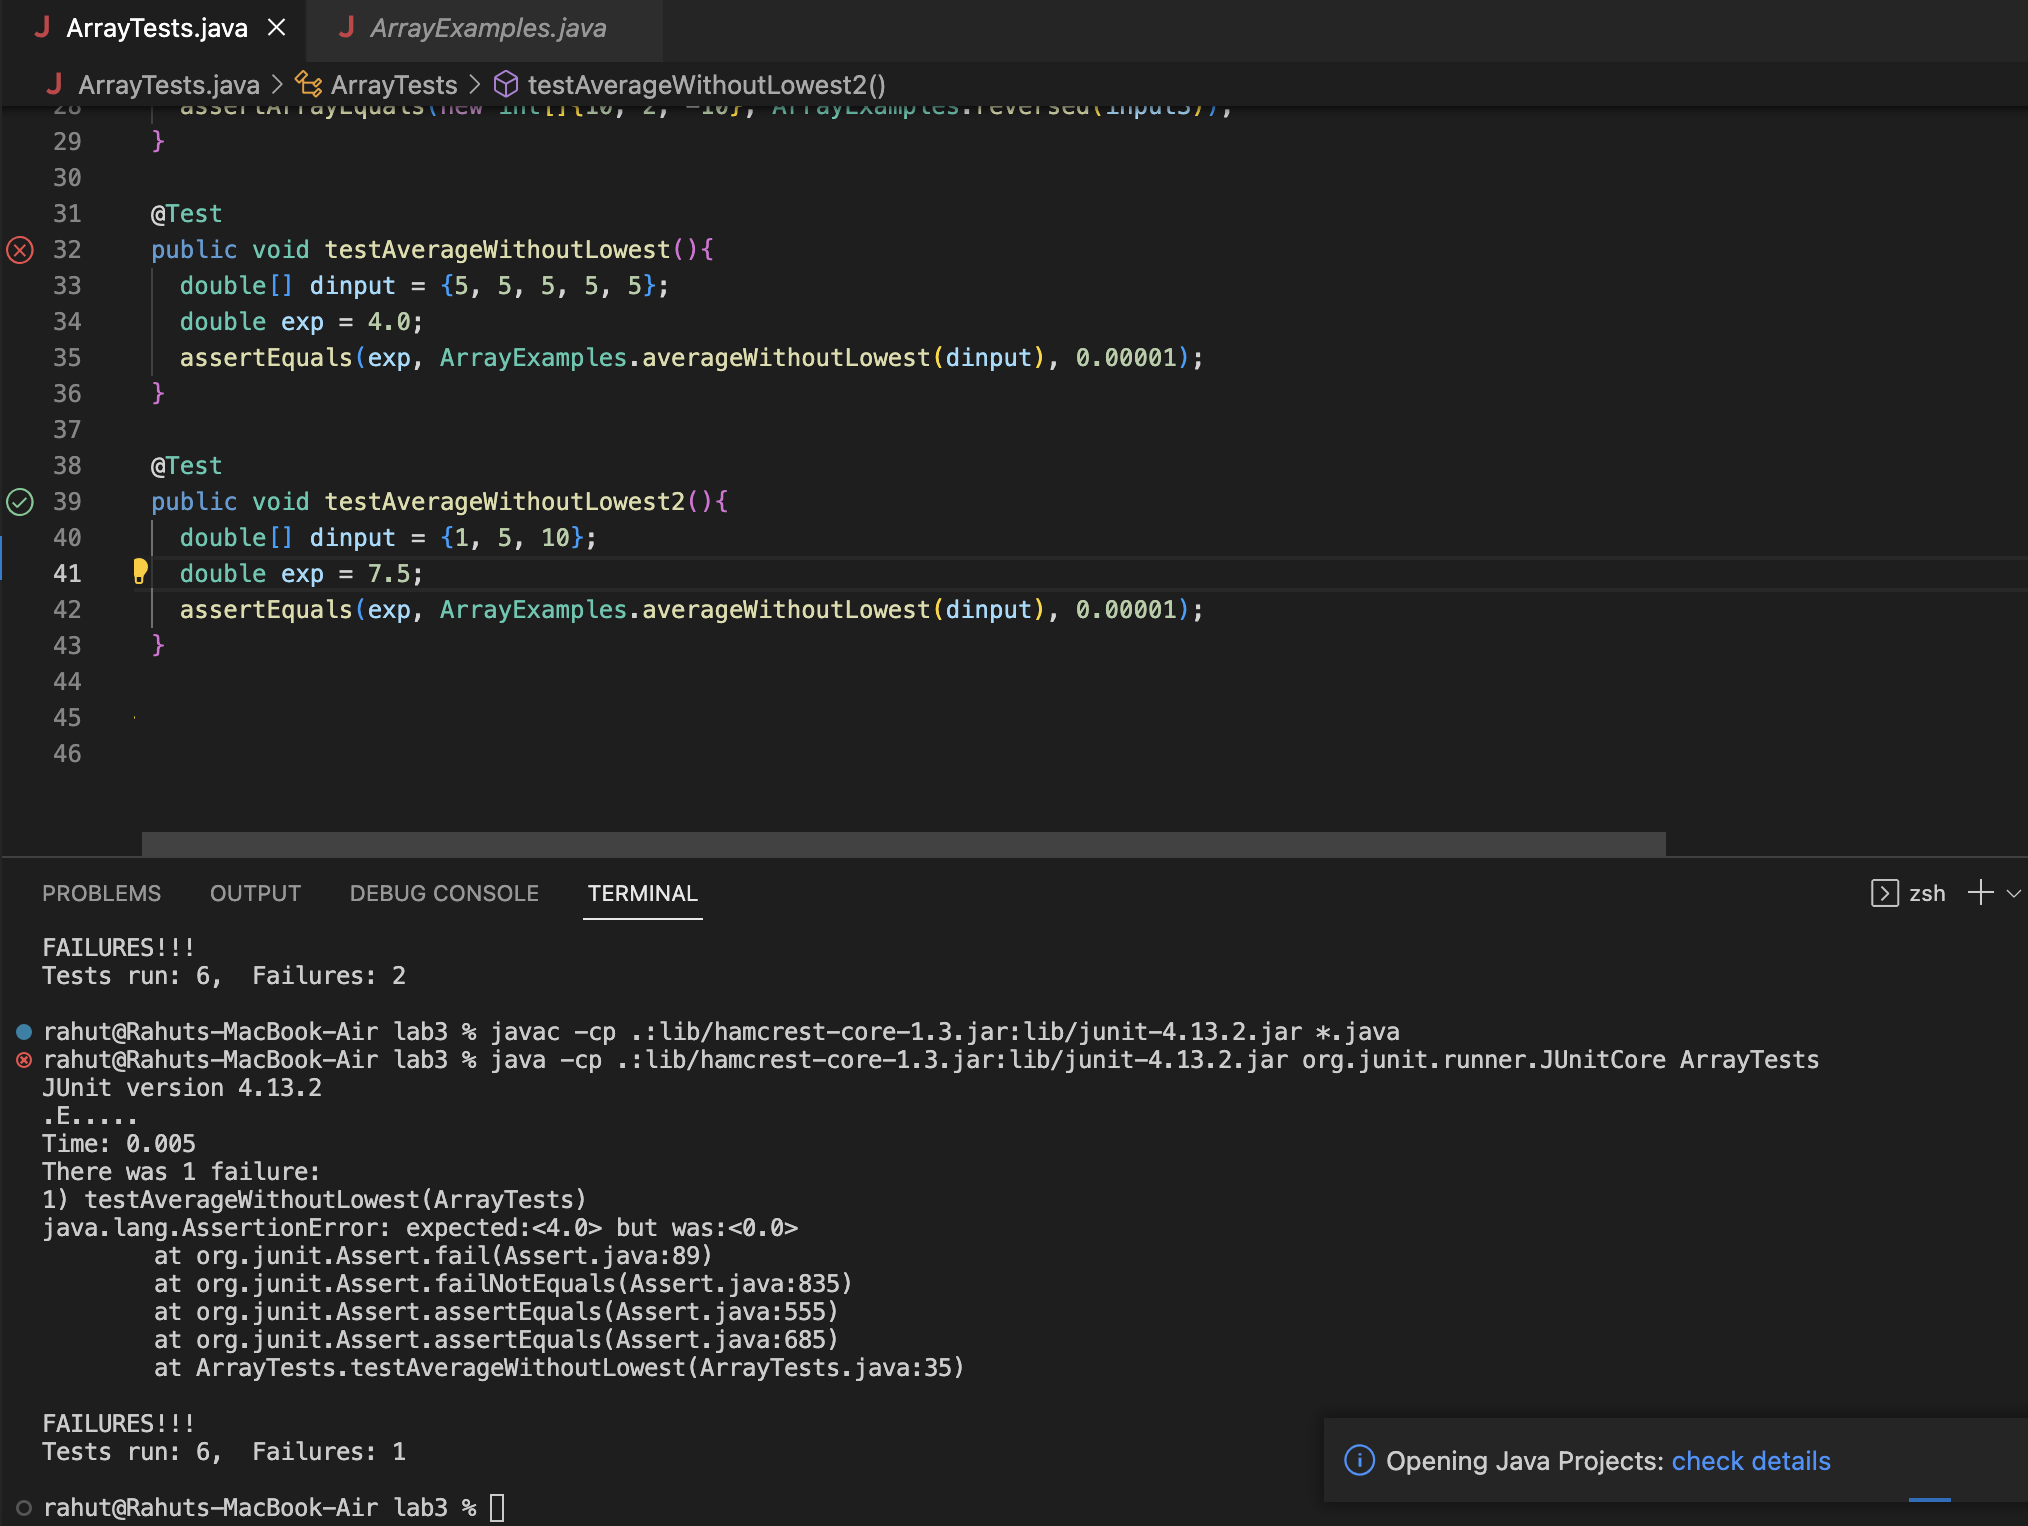 ArrayTests.java
ArrayExamples.java
ArrayTests.java > ArrayTests > testAverageWithoutLowest2()
28 assertArrayEquals(new int[]{10, 2, -10}, ArrayExamples.reversed(input3));
29 }
30
31 @Test
32 public void testAverageWithoutLowest(){
33 double[] dinput = {5, 5, 5, 5, 5};
34 double exp = 4.0;
35 assertEquals(exp, ArrayExamples.averageWithoutLowest(dinput), 0.00001);
36 }
37
38 @Test
39 public void testAverageWithoutLowest2(){
40 double[] dinput = {1, 5, 10};
41 double exp = 7.5;
42 assertEquals(exp, ArrayExamples.averageWithoutLowest(dinput), 0.00001);
43 }
44
45
46
PROBLEMS OUTPUT DEBUG CONSOLE TERMINAL zsh
FAILURES!!!
Tests run: 6,  Failures: 2
rahut@Rahuts-MacBook-Air lab3 % javac -cp .:lib/hamcrest-core-1.3.jar:lib/junit-4.13.2.jar *.java
rahut@Rahuts-MacBook-Air lab3 % java -cp .:lib/hamcrest-core-1.3.jar:lib/junit-4.13.2.jar org.junit.runner.JUnitCore ArrayTests
JUnit version 4.13.2
.E.....
Time: 0.005
There was 1 failure:
1) testAverageWithoutLowest(ArrayTests)
java.lang.AssertionError: expected:<4.0> but was:<0.0>
at org.junit.Assert.fail(Assert.java:89)
at org.junit.Assert.failNotEquals(Assert.java:835)
at org.junit.Assert.assertEquals(Assert.java:555)
at org.junit.Assert.assertEquals(Assert.java:685)
at ArrayTests.testAverageWithoutLowest(ArrayTests.java:35)
FAILURES!!!
Tests run: 6,  Failures: 1
Opening Java Projects: check details
rahut@Rahuts-MacBook-Air lab3 %